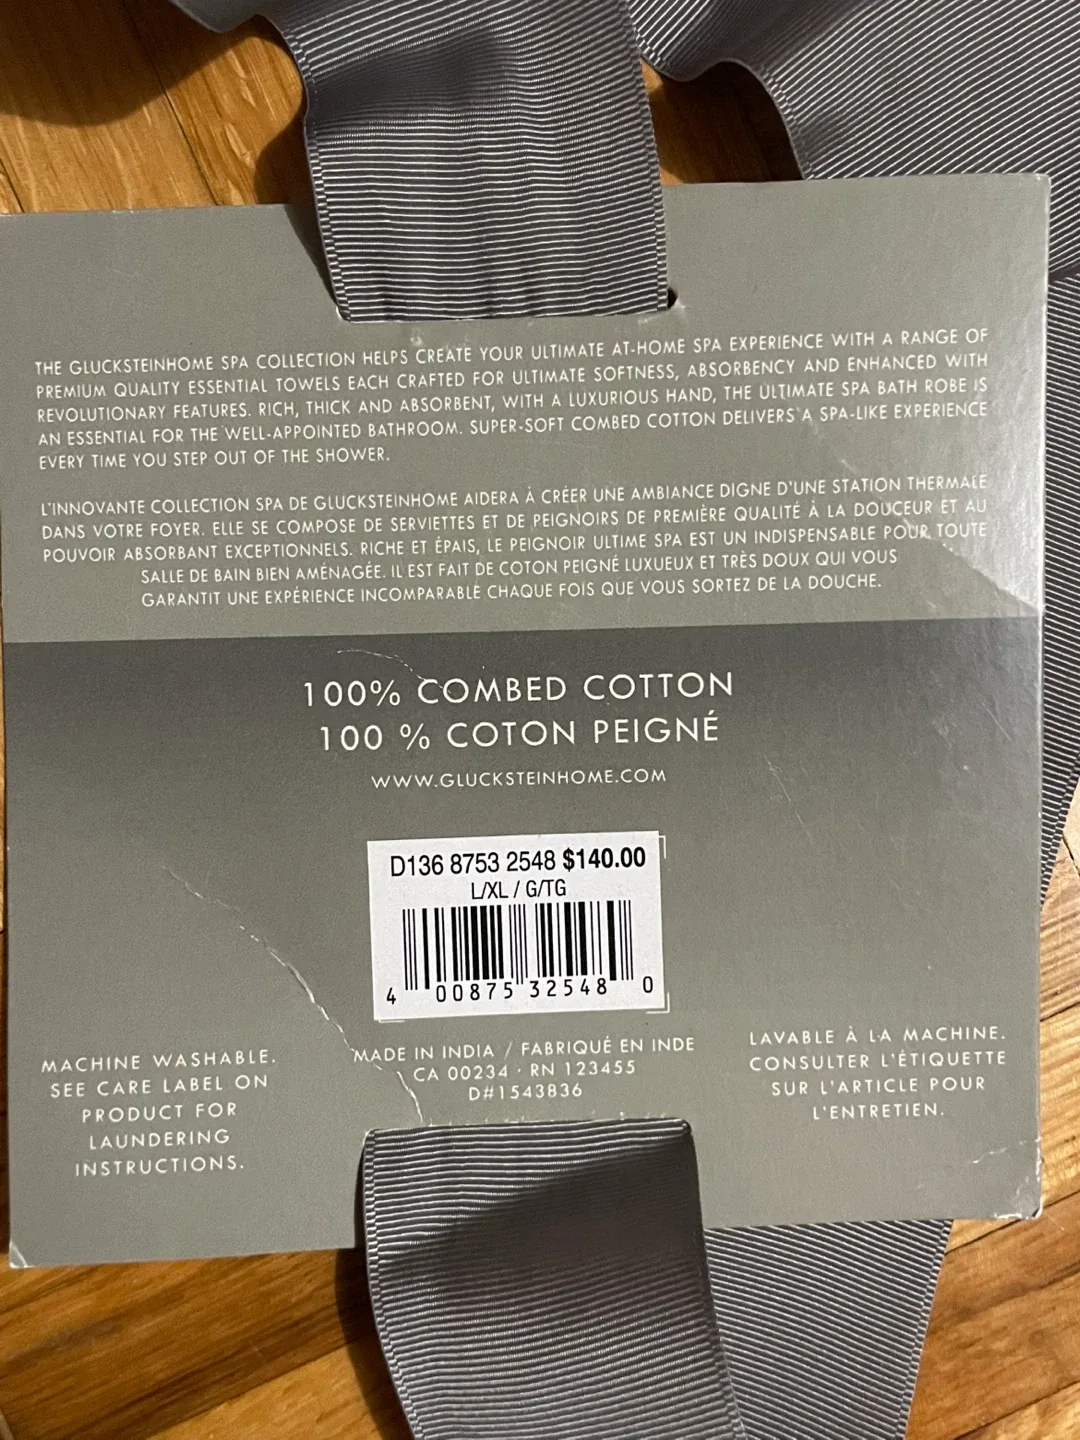 THE GLUCKSTEINHOME SPA COLLECTION HELPS CREATE YOUR ULTIMATE AT-HOME SPA EXPERIENCE WITH A RANGE OF
PREMIUM QUALITY ESSENTIAL TOWELS EACH CRAFTED FOR ULTIMATE SOFTNESS, ABSORBENCY AND ENHANCED WITH
REVOLUTIONARY FEATURES. RICH, THICK AND ABSORBENT, WITH A LUXURIOUS HAND, THE ULTIMATE SPA BATH ROBE IS
AN ESSENTIAL FOR THE WELL-APPOINTED BATHROOM. SUPER-SOFT COMBED COTTON DELIVERS A SPA-LIKE EXPERIENCE
EVERY TIME YOU STEP OUT OF THE SHOWER.
L'INNOVANTE COLLECTION SPA DE GLUCKSTEINHOME AIDERA À CRÉER UNE AMBIANCE DIGNE D'UNE STATION THERMALE
DANS VOTRE FOYER. ELLE SE COMPOSE DE SERVIETTES ET DE PEIGNOIRS DE PREMIÈRE QUALITÉ À LA DOUCEUR ET AU
POUVOIR ABSORBANT EXCEPTIONNELS. RICHE ET ÉPAIS, LE PEIGNOIR ULTIME SPA EST UN INDISPENSABLE POUR TOUTE
SALLE DE BAIN BIEN AMÉNAGÉE. IL EST FAIT DE COTON PEIGNÉ LUXUEUX ET TRÈS DOUX QUI VOUS
GARANTIT UNE EXPÉRIENCE INCOMPARABLE CHAQUE FOIS QUE VOUS SORTEZ DE LA DOUCHE.
100% COMBED COTTON
100 % COTON PEIGNÉ
WWW.GLUCKSTEINHOME.COM
D136 8753 2548 $140.00
L/XL / G/TG
4 00875 32548 0
MACHINE WASHABLE.
SEE CARE LABEL ON
PRODUCT FOR
LAUNDERING
INSTRUCTIONS.
MADE IN INDIA / FABRIQUÉ EN INDE
CA 00234 · RN 123455
D#1543836
LAVABLE À LA MACHINE.
CONSULTER L'ÉTIQUETTE
SUR L'ARTICLE POUR
L'ENTRETIEN.